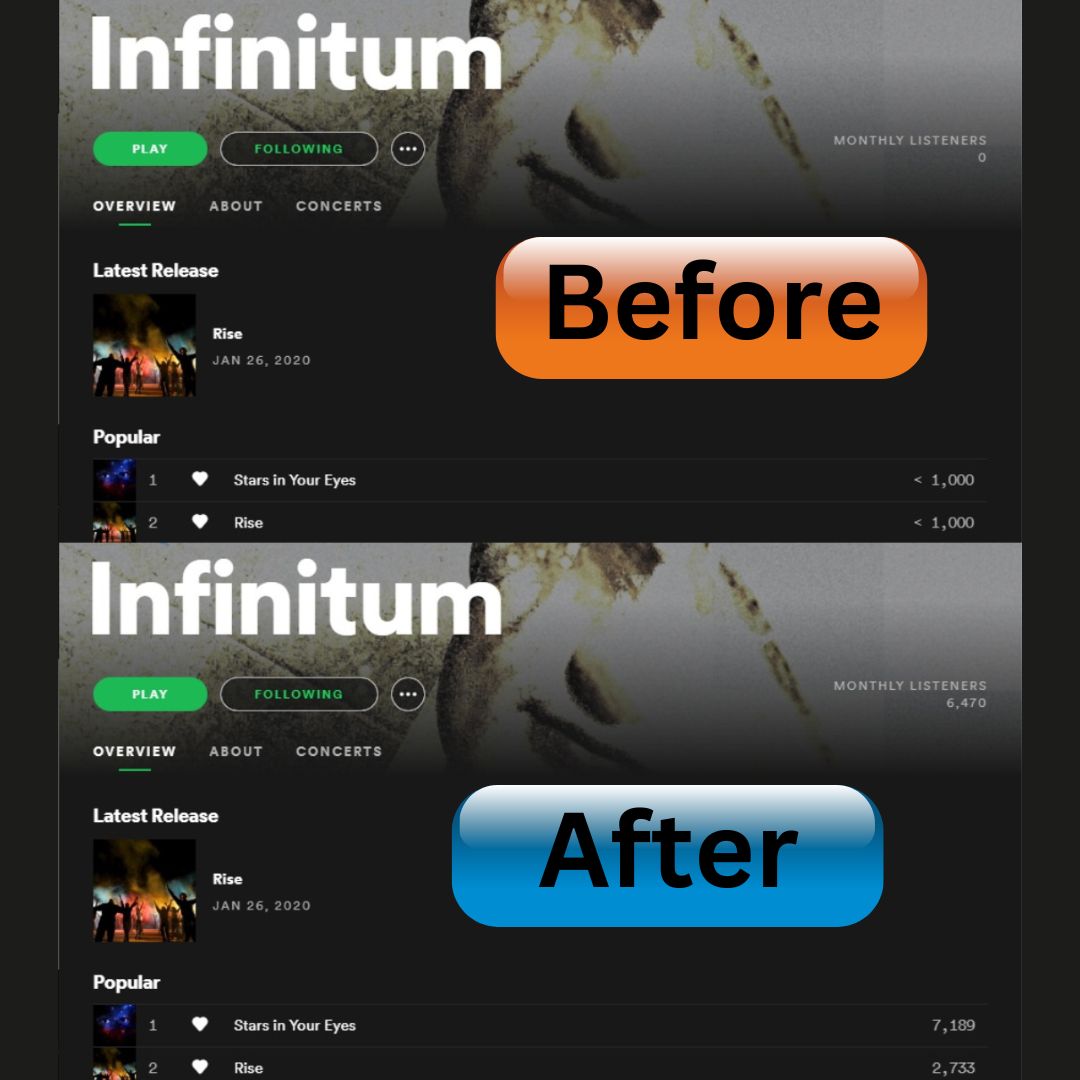 Infinitum
PLAY
FOLLOWING
MONTHLY LISTENERS
0
OVERVIEW ABOUT CONCERTS
Latest Release
Before
Rise
JAN 26, 2020
Popular
1 Stars in Your Eyes < 1,000
2 Rise < 1,000
Infinitum
PLAY
FOLLOWING
MONTHLY LISTENERS
6,470
OVERVIEW ABOUT CONCERTS
Latest Release
After
Rise
JAN 26, 2020
Popular
1 Stars in Your Eyes 7,189
2 Rise 2,733